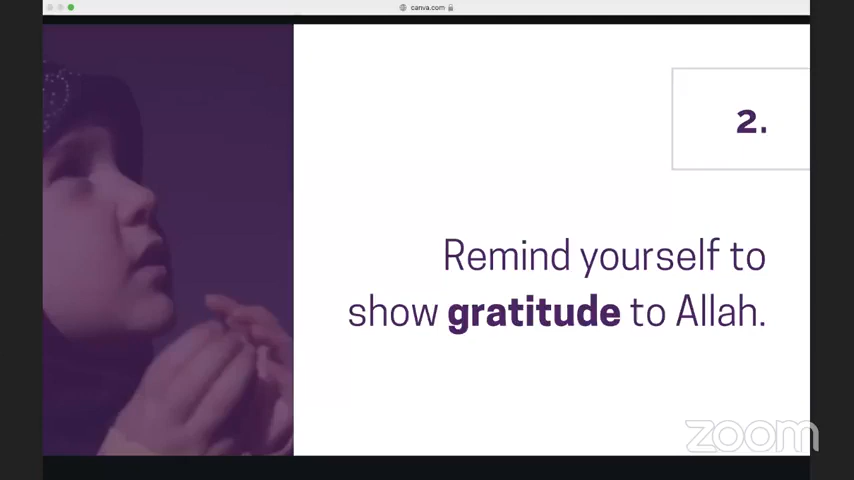 canva.com
2.
Remind yourself to
show gratitude to Allah.
zoom